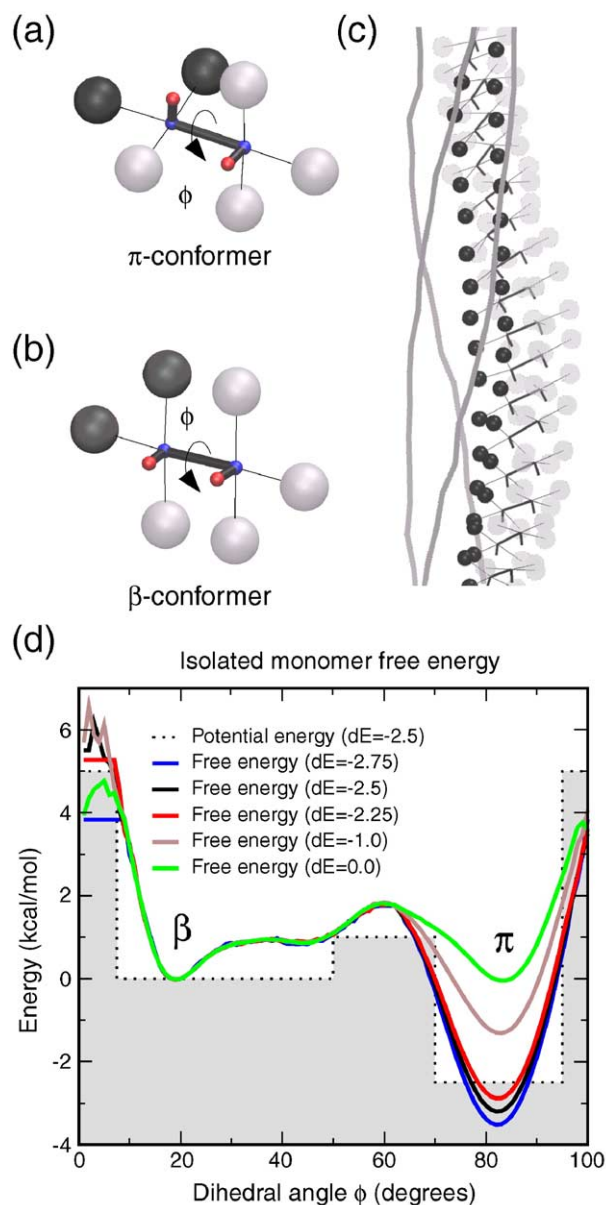 (a)
ϕ
π-conformer
(b)
ϕ
β-conformer
(c)
(d)
Isolated monomer free energy
Energy (kcal/mol)
6
4
2
0
-2
-4
Potential energy (dE=-2.5)
Free energy (dE=-2.75)
Free energy (dE=-2.5)
Free energy (dE=-2.25)
Free energy (dE=-1.0)
Free energy (dE=0.0)
β
π
0 20 40 60 80 100
Dihedral angle ϕ (degrees)